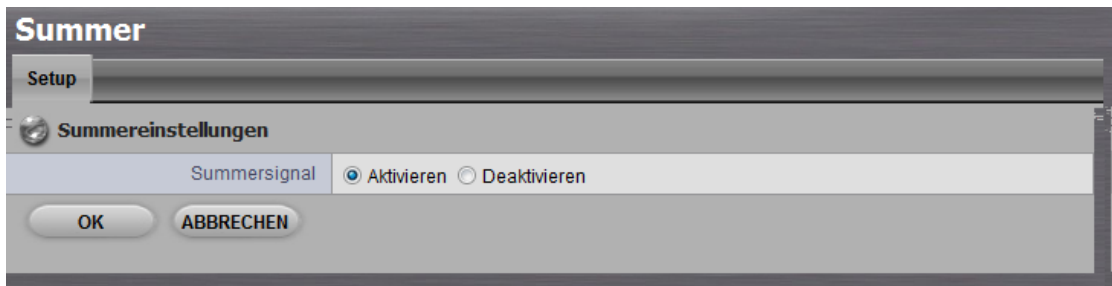 Summer
Setup
Summereinstellungen
Summersignal Aktivieren Deaktivieren
OK ABBRECHEN